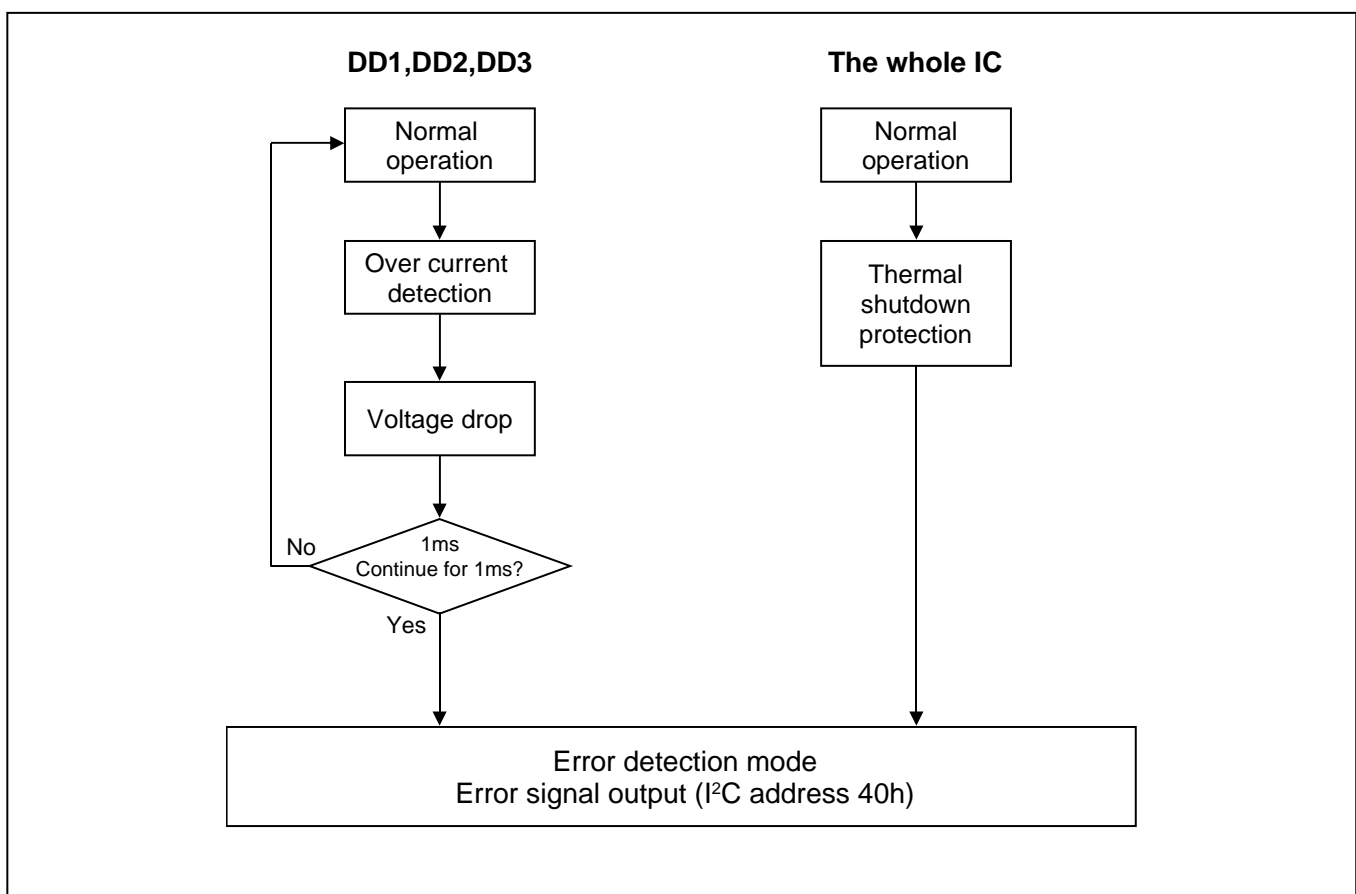 DD1,DD2,DD3
Normal
operation
Over current
detection
Voltage drop
1ms
Continue for 1ms?
No
Yes
The whole IC
Normal
operation
Thermal
shutdown
protection
Error detection mode
Error signal output (I²C address 40h)